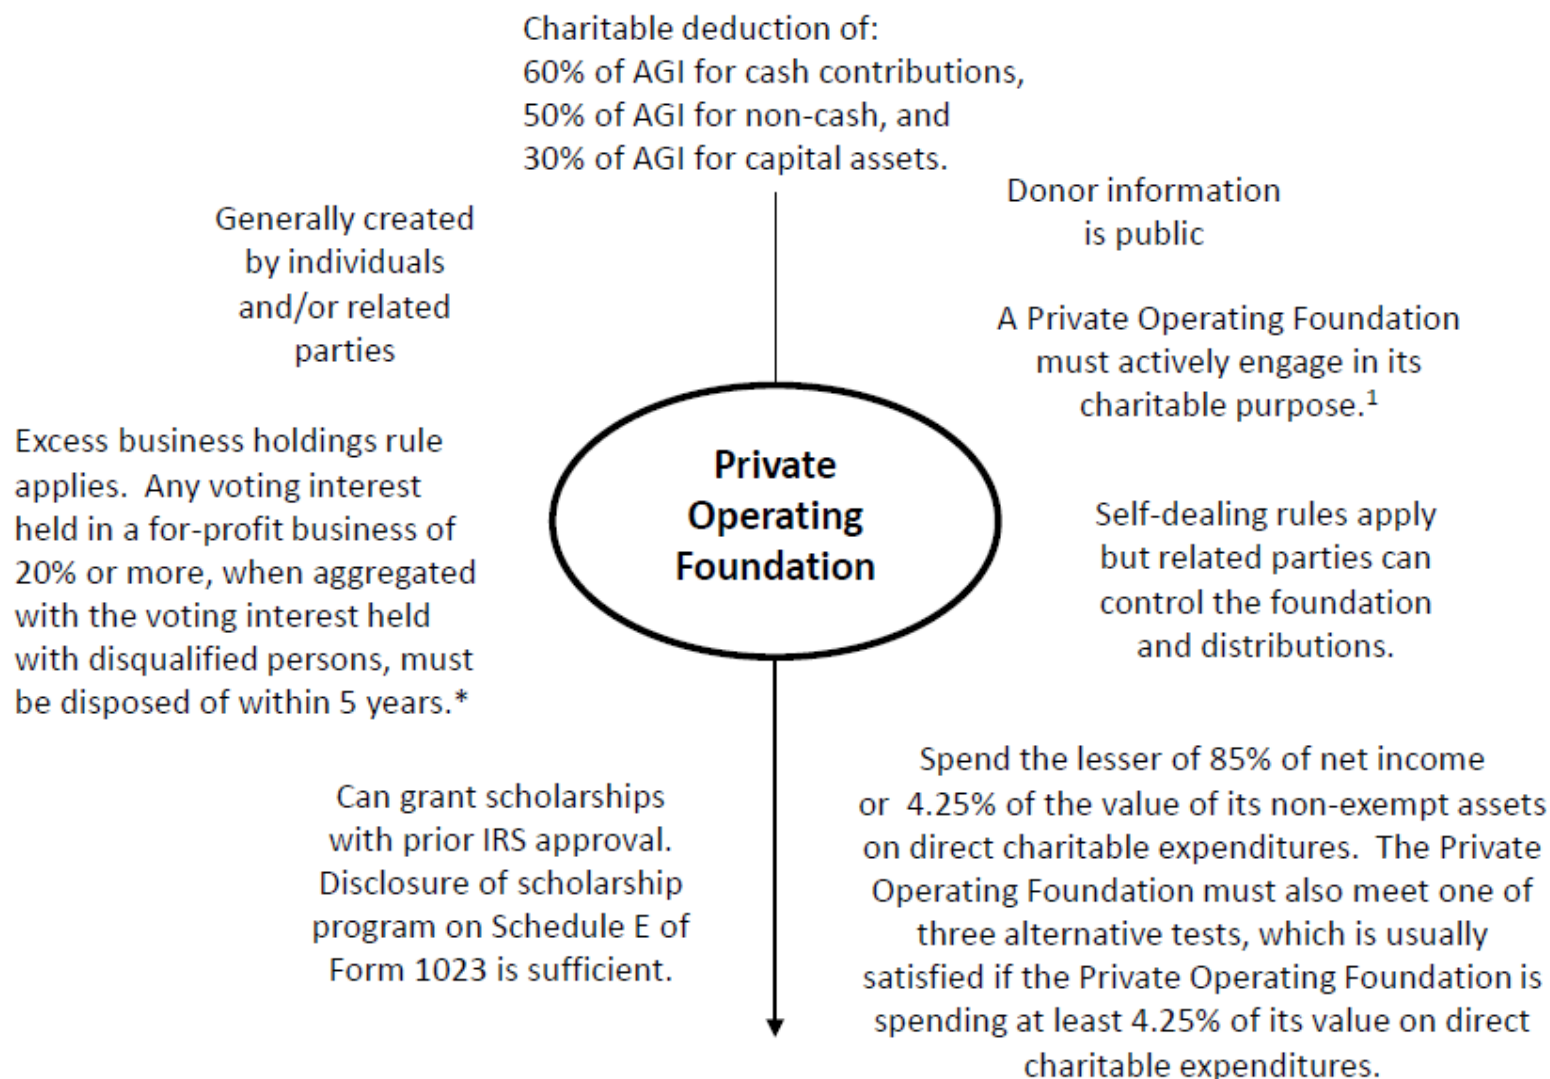 Charitable deduction of:
60% of AGI for cash contributions,
50% of AGI for non-cash, and
30% of AGI for capital assets.
Generally created
by individuals
and/or related
parties
Donor information
is public
A Private Operating Foundation
must actively engage in its
charitable purpose.¹
Excess business holdings rule
applies.  Any voting interest
held in a for-profit business of
20% or more, when aggregated
with the voting interest held
with disqualified persons, must
be disposed of within 5 years.*
Private
Operating
Foundation
Self-dealing rules apply
but related parties can
control the foundation
and distributions.
Can grant scholarships
with prior IRS approval.
Disclosure of scholarship
program on Schedule E of
Form 1023 is sufficient.
Spend the lesser of 85% of net income
or  4.25% of the value of its non-exempt assets
on direct charitable expenditures.  The Private
Operating Foundation must also meet one of
three alternative tests, which is usually
satisfied if the Private Operating Foundation is
spending at least 4.25% of its value on direct
charitable expenditures.